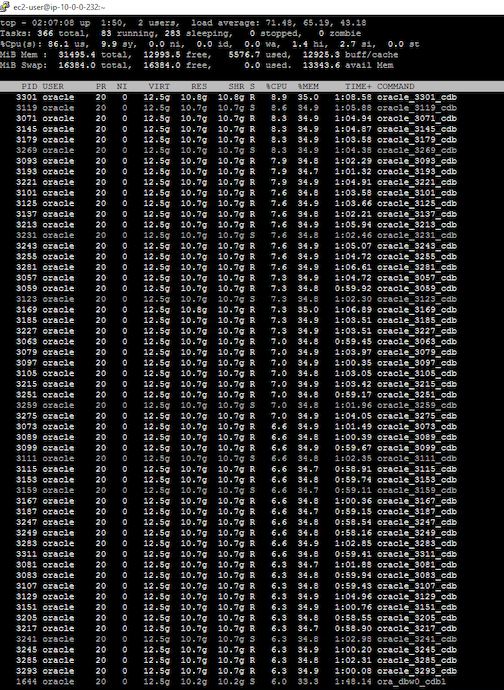 ec2-user@ip-10-0-0-232:~
top - 02:07:08 up  1:50,  2 users,  load average: 71.48, 65.19, 43.18
Tasks: 366 total,  83 running, 283 sleeping,   0 stopped,   0 zombie
%Cpu(s): 86.1 us,  9.9 sy,  0.0 ni,  0.0 id,  0.0 wa,  1.4 hi,  2.7 si,  0.0 st
MiB Mem :  31495.4 total,  12993.5 free,   5576.7 used,  12925.3 buff/cache
MiB Swap:  16384.0 total,  16384.0 free,      0.0 used.  13343.6 avail Mem
PID USER PR NI VIRT RES SHR S %CPU %MEM TIME+ COMMAND
3301 oracle 20 0 12.5g 10.8g 10.8g R 8.9 35.0 1:08.58 oracle_3301_cdb
3119 oracle 20 0 12.5g 10.7g 10.7g S 8.6 34.9 1:05.88 oracle_3119_cdb
3071 oracle 20 0 12.5g 10.7g 10.7g R 8.3 34.9 1:04.94 oracle_3071_cdb
3145 oracle 20 0 12.5g 10.7g 10.7g R 8.3 34.9 1:04.87 oracle_3145_cdb
3179 oracle 20 0 12.5g 10.7g 10.7g R 8.3 34.9 1:03.58 oracle_3179_cdb
3269 oracle 20 0 12.5g 10.7g 10.7g S 8.3 34.9 1:04.38 oracle_3269_cdb
3093 oracle 20 0 12.5g 10.7g 10.7g R 7.9 34.8 1:02.29 oracle_3093_cdb
3193 oracle 20 0 12.5g 10.7g 10.7g R 7.9 34.7 1:01.32 oracle_3193_cdb
3221 oracle 20 0 12.5g 10.7g 10.7g R 7.9 34.9 1:04.91 oracle_3221_cdb
3101 oracle 20 0 12.5g 10.7g 10.7g R 7.6 34.8 1:03.58 oracle_3101_cdb
3125 oracle 20 0 12.5g 10.7g 10.7g R 7.6 34.9 1:03.66 oracle_3125_cdb
3137 oracle 20 0 12.5g 10.7g 10.7g R 7.6 34.8 1:02.21 oracle_3137_cdb
3213 oracle 20 0 12.5g 10.7g 10.7g R 7.6 34.9 1:05.94 oracle_3213_cdb
3231 oracle 20 0 12.5g 10.7g 10.7g S 7.6 34.8 1:02.46 oracle_3231_cdb
3243 oracle 20 0 12.5g 10.7g 10.7g R 7.6 34.9 1:05.07 oracle_3243_cdb
3255 oracle 20 0 12.5g 10.7g 10.7g R 7.6 34.9 1:04.72 oracle_3255_cdb
3281 oracle 20 0 12.5g 10.7g 10.7g R 7.6 34.9 1:06.61 oracle_3281_cdb
3057 oracle 20 0 12.5g 10.7g 10.7g R 7.3 34.9 1:04.72 oracle_3057_cdb
3059 oracle 20 0 12.5g 10.7g 10.7g R 7.3 34.8 0:59.92 oracle_3059_cdb
3123 oracle 20 0 12.5g 10.7g 10.7g S 7.3 34.8 1:02.30 oracle_3123_cdb
3169 oracle 20 0 12.5g 10.8g 10.7g R 7.3 35.0 1:06.89 oracle_3169_cdb
3185 oracle 20 0 12.5g 10.7g 10.7g R 7.3 34.9 1:03.51 oracle_3185_cdb
3227 oracle 20 0 12.5g 10.7g 10.7g R 7.3 34.9 1:03.51 oracle_3227_cdb
3063 oracle 20 0 12.5g 10.7g 10.7g R 7.0 34.8 0:59.45 oracle_3063_cdb
3079 oracle 20 0 12.5g 10.7g 10.7g R 7.0 34.9 1:03.97 oracle_3079_cdb
3097 oracle 20 0 12.5g 10.7g 10.7g R 7.0 34.9 1:00.35 oracle_3097_cdb
3105 oracle 20 0 12.5g 10.7g 10.7g R 7.0 34.8 1:03.05 oracle_3105_cdb
3215 oracle 20 0 12.5g 10.7g 10.7g R 7.0 34.9 1:03.42 oracle_3215_cdb
3251 oracle 20 0 12.5g 10.7g 10.7g R 7.0 34.8 0:59.17 oracle_3251_cdb
3259 oracle 20 0 12.5g 10.7g 10.7g S 7.0 34.8 1:01.96 oracle_3259_cdb
3275 oracle 20 0 12.5g 10.7g 10.7g R 7.0 34.9 1:04.05 oracle_3275_cdb
3073 oracle 20 0 12.5g 10.7g 10.7g R 6.6 34.9 1:01.49 oracle_3073_cdb
3089 oracle 20 0 12.5g 10.7g 10.7g R 6.6 34.8 1:00.39 oracle_3089_cdb
3099 oracle 20 0 12.5g 10.7g 10.7g R 6.6 34.9 0:59.67 oracle_3099_cdb
3111 oracle 20 0 12.5g 10.7g 10.7g S 6.6 34.8 1:02.35 oracle_3111_cdb
3115 oracle 20 0 12.5g 10.7g 10.7g R 6.6 34.7 0:58.91 oracle_3115_cdb
3153 oracle 20 0 12.5g 10.7g 10.7g R 6.6 34.8 0:59.74 oracle_3153_cdb
3159 oracle 20 0 12.5g 10.7g 10.7g S 6.6 34.7 0:59.11 oracle_3159_cdb
3167 oracle 20 0 12.5g 10.7g 10.7g R 6.6 34.8 1:00.36 oracle_3167_cdb
3187 oracle 20 0 12.5g 10.7g 10.7g R 6.6 34.7 0:59.15 oracle_3187_cdb
3247 oracle 20 0 12.5g 10.7g 10.7g R 6.6 34.8 0:58.54 oracle_3247_cdb
3249 oracle 20 0 12.5g 10.7g 10.7g R 6.6 34.8 0:58.16 oracle_3249_cdb
3283 oracle 20 0 12.5g 10.7g 10.7g R 6.6 34.9 1:02.85 oracle_3283_cdb
3311 oracle 20 0 12.5g 10.7g 10.7g R 6.6 34.8 0:59.41 oracle_3311_cdb
3081 oracle 20 0 12.5g 10.7g 10.7g R 6.3 34.7 1:01.88 oracle_3081_cdb
3083 oracle 20 0 12.5g 10.7g 10.7g R 6.3 34.8 0:59.94 oracle_3083_cdb
3107 oracle 20 0 12.5g 10.7g 10.7g R 6.3 34.8 0:59.43 oracle_3107_cdb
3129 oracle 20 0 12.5g 10.7g 10.7g R 6.3 34.9 1:04.96 oracle_3129_cdb
3151 oracle 20 0 12.5g 10.7g 10.7g R 6.3 34.9 1:00.76 oracle_3151_cdb
3205 oracle 20 0 12.5g 10.7g 10.7g R 6.3 34.8 0:58.55 oracle_3205_cdb
3217 oracle 20 0 12.5g 10.7g 10.7g R 6.3 34.7 0:58.90 oracle_3217_cdb
3241 oracle 20 0 12.5g 10.7g 10.7g S 6.3 34.8 1:02.98 oracle_3241_cdb
3245 oracle 20 0 12.5g 10.7g 10.7g R 6.3 34.9 1:00.20 oracle_3245_cdb
3285 oracle 20 0 12.5g 10.7g 10.7g R 6.3 34.8 1:02.31 oracle_3285_cdb
3293 oracle 20 0 12.5g 10.7g 10.7g R 6.3 34.9 1:00.08 oracle_3293_cdb
1644 oracle 20 0 12.5g 10.2g 10.2g S 6.0 33.3 1:48.14 ora_dbw0_cdb1